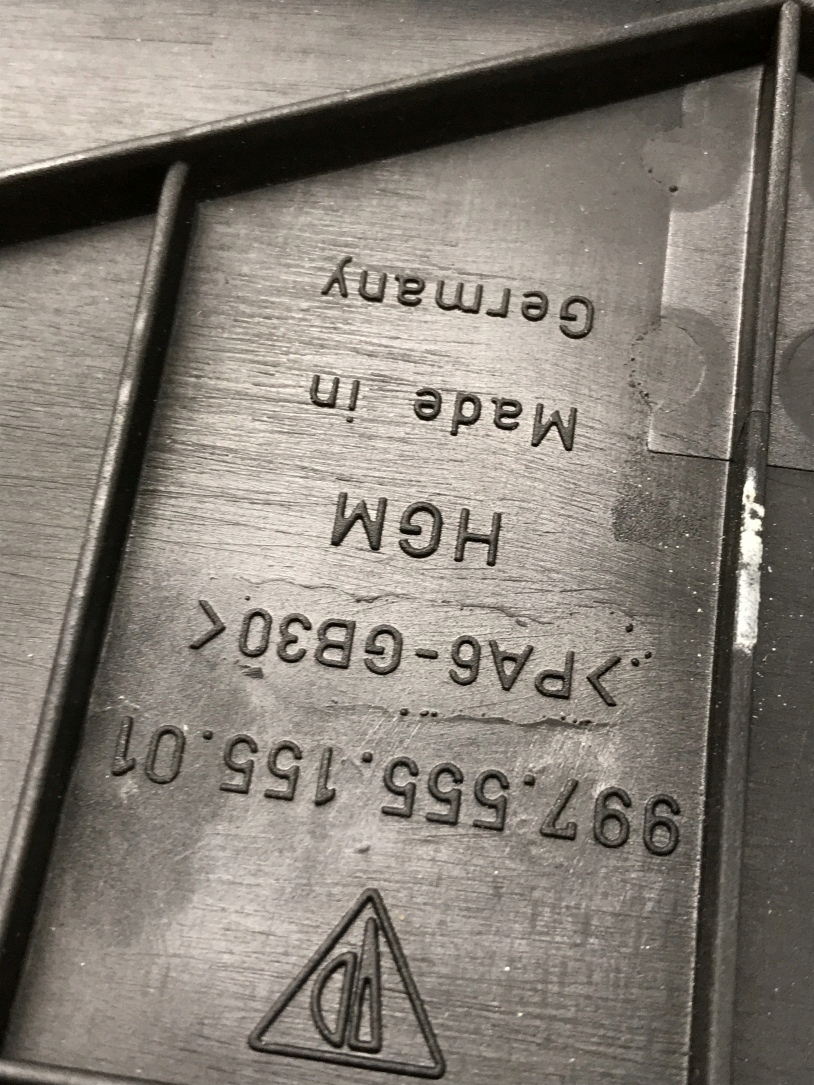 997.555.155.01
>PA6-GB30<
HGM
Made in
Germany